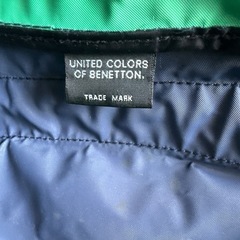 UNITED COLORS
OF BENETTON.
TRADE MARK